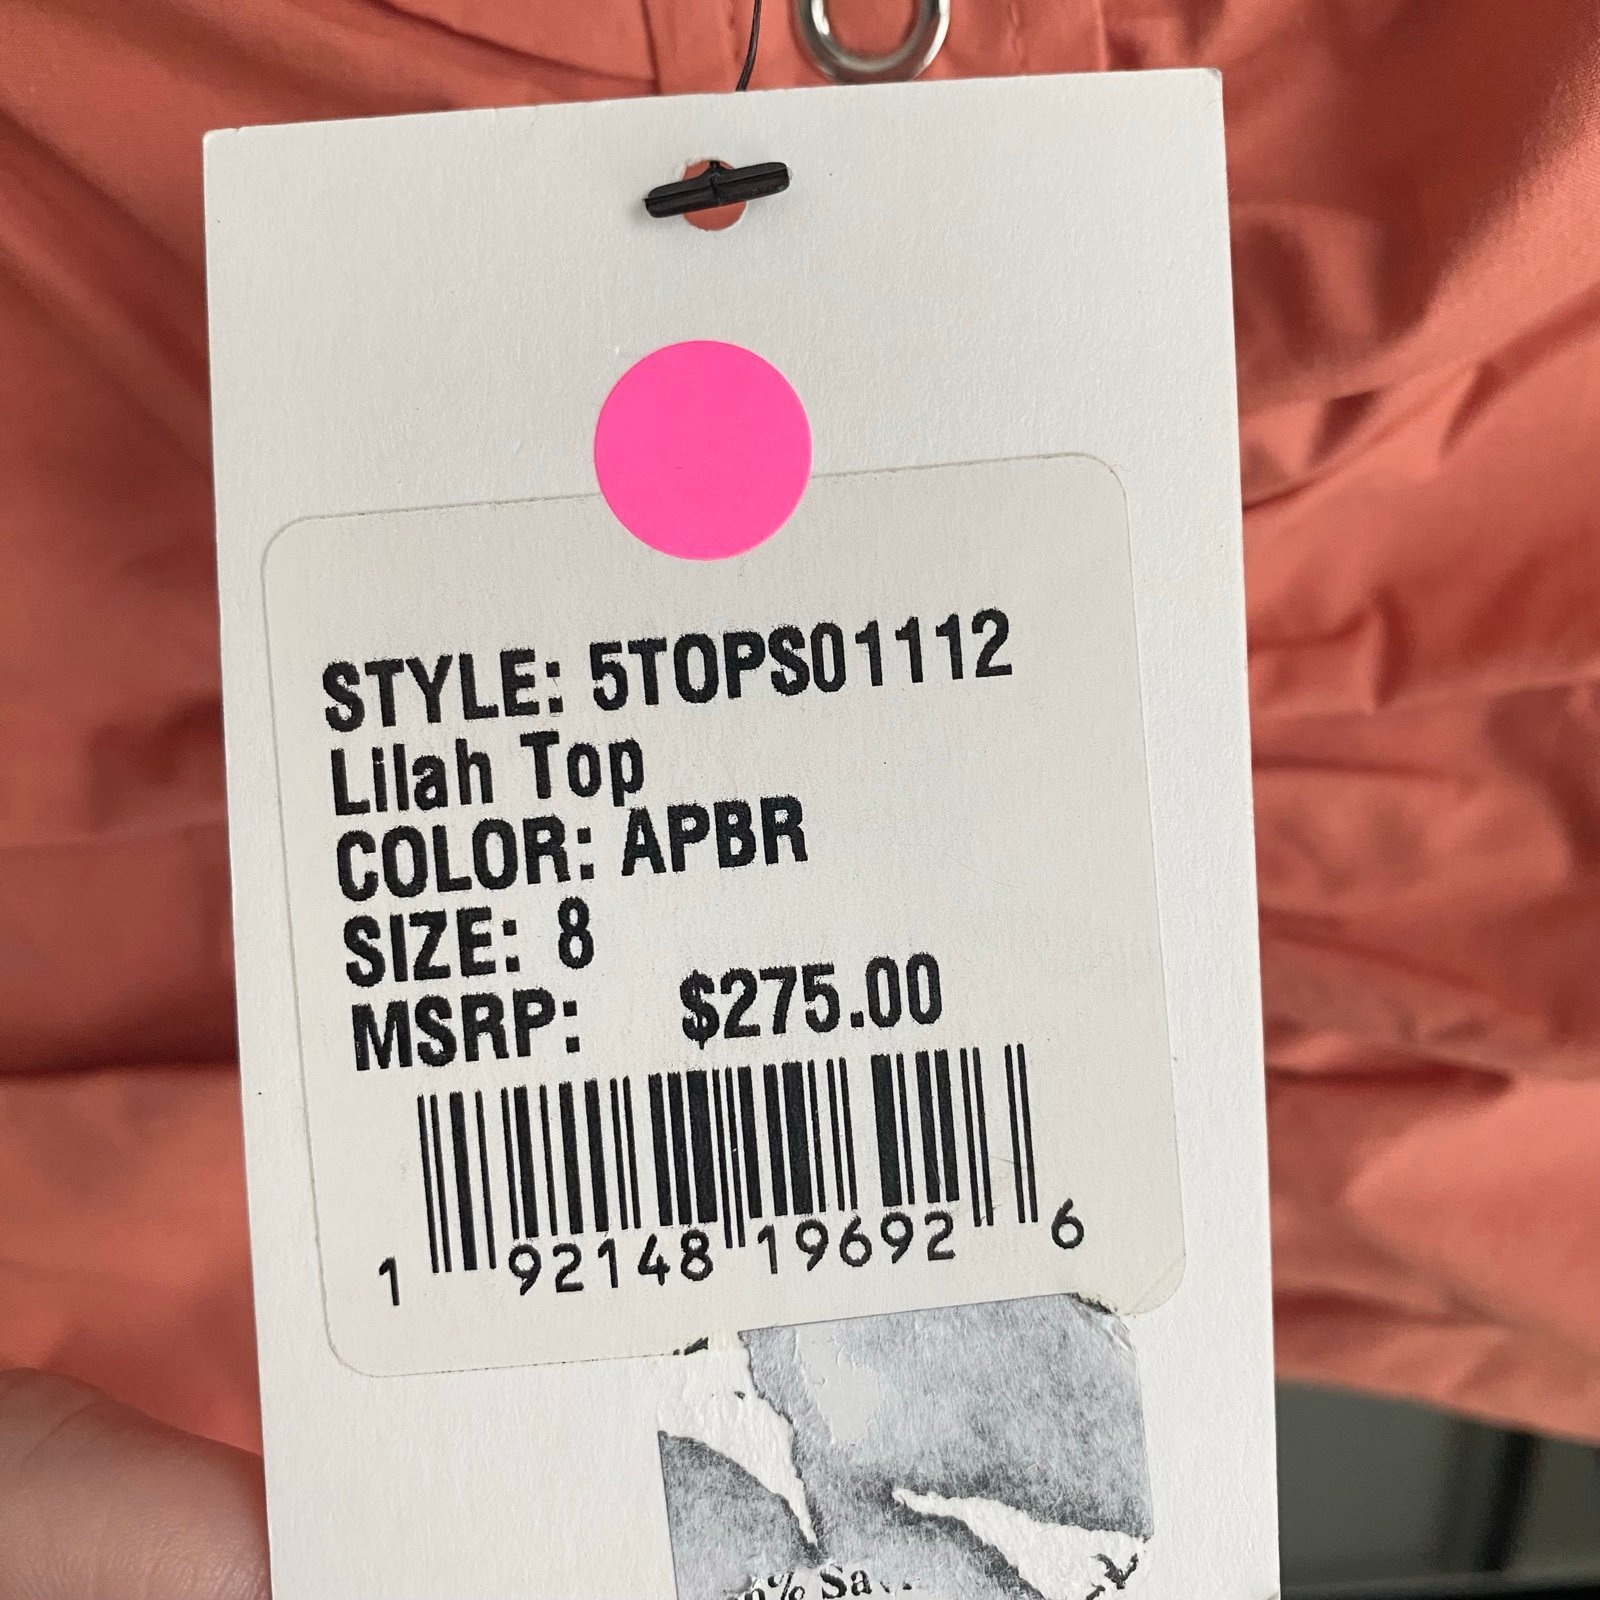 STYLE: 5TOPS01112
Lilah Top
COLOR: APBR
SIZE: 8
MSRP: $275.00
1 92148 19692 6
%